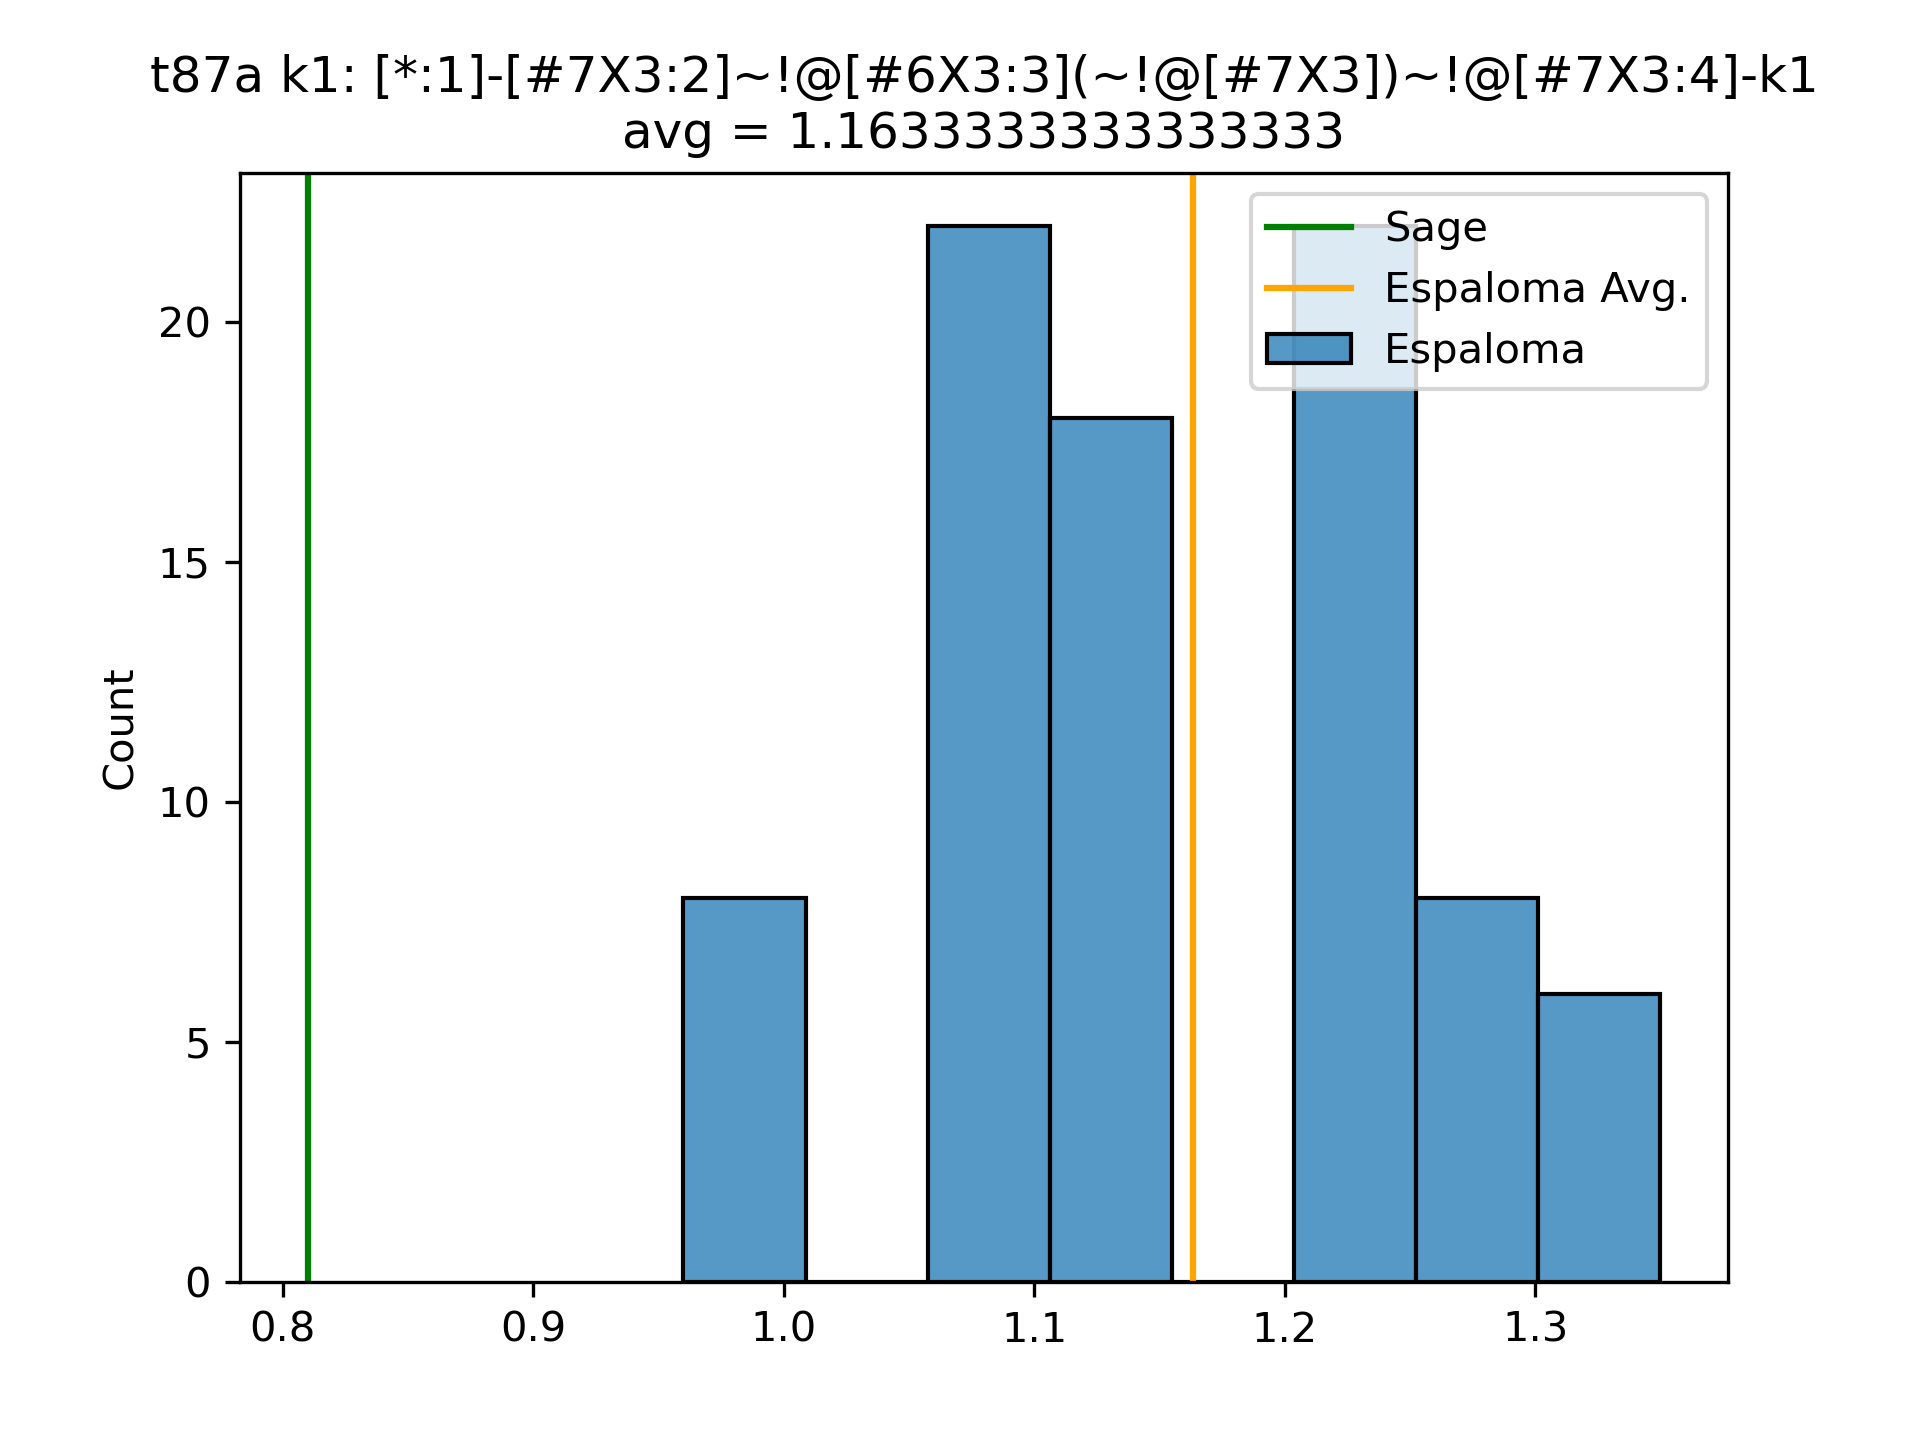 t87a k1: [*:1]-[#7X3:2]~!@[#6X3:3](~!@[#7X3])~!@[#7X3:4]-k1
avg = 1.1633333333333333
Sage
Espaloma Avg.
Espaloma
20
15
10
5
0
Count
0.8 0.9 1.0 1.1 1.2 1.3